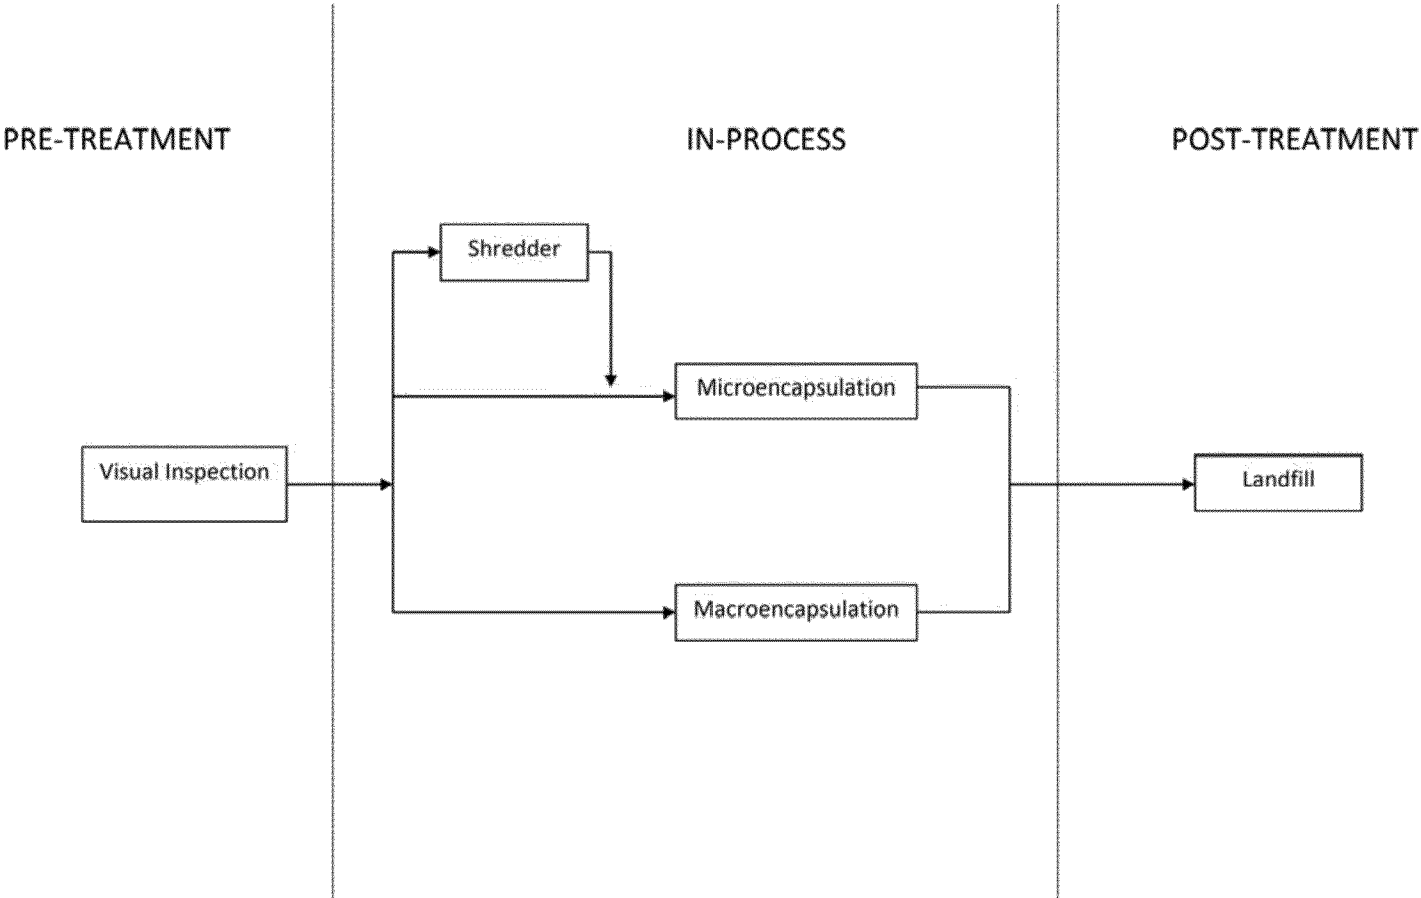 PRE-TREATMENT
IN-PROCESS
POST-TREATMENT
Shredder
Microencapsulation
Visual Inspection
Landfill
Macroencapsulation